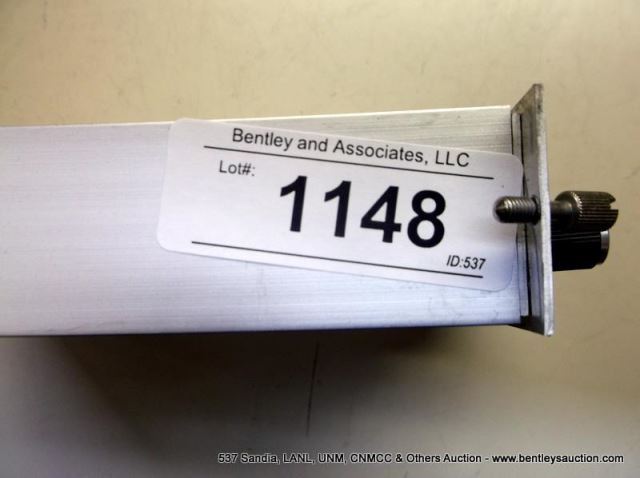 Bentley and Associates, LLC
Lot#:
1148
ID:537
537 Sandia, LANL, UNM, CNMCC & Others Auction - www.bentleysauction.com